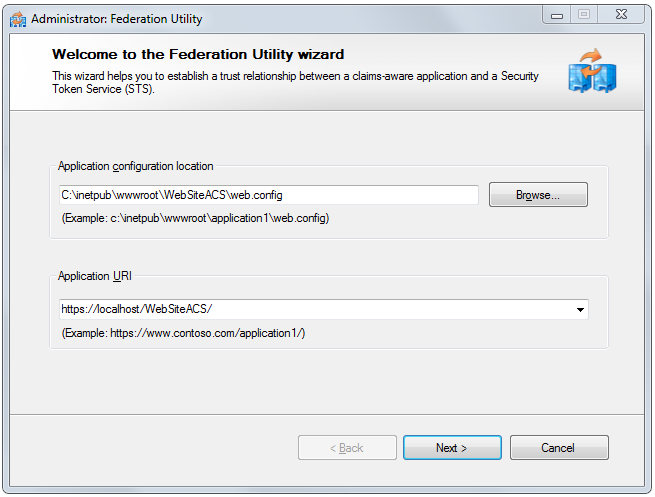 Administrator: Federation Utility
Welcome to the Federation Utility wizard
This wizard helps you to establish a trust relationship between a claims-aware application and a Security
Token Service (STS).
Application configuration location
C:\inetpub\wwwroot\WebSiteACS\web.config
Browse...
(Example: c:\inetpub\wwwroot\application1\web.config)
Application URI
https://localhost/WebSiteACS/
(Example: https://www.contoso.com/application1/)
< Back
Next >
Cancel